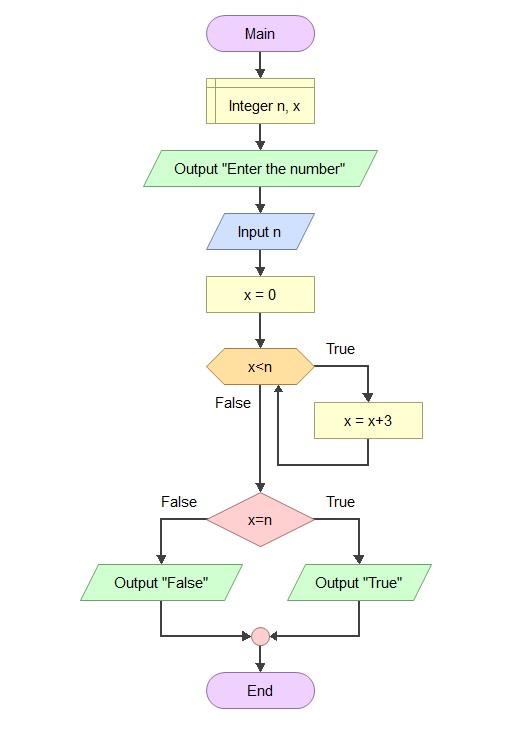 Main
Integer n, x
Output "Enter the number"
Input n
x = 0
x<n
True
False
x = x+3
False
True
x=n
Output "False"
Output "True"
End